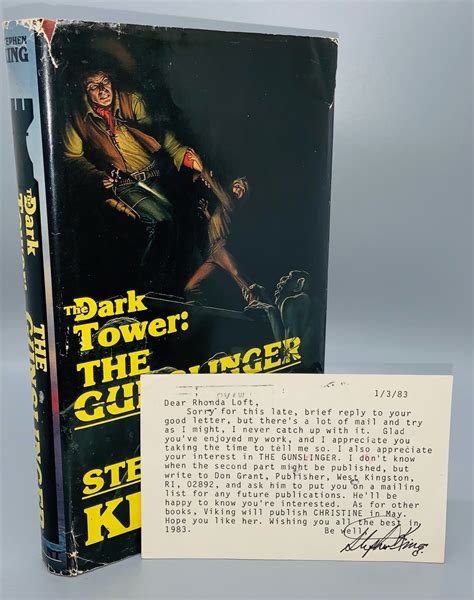 STEPHEN
KING
The Dark
THE
The Dark
Tower:
THE
GUNSLINGER
1/3/83
Dear Rhonda Loft,
Sorry for this late, brief reply to your
good letter, but there's a lot of mail and try
as I might, I never catch up with it. Glad
you've enjoyed my work, and I appreciate you
taking the time to tell me so. I also appreciate
your interest in THE GUNSLINGER. I don't know
when the second part might be published, but
write to Don Grant, Publisher, West Kingston,
RI, 02892, and ask him to put you on a mailing
list for any future publications. He'll be
happy to know you're interested. As for other
books, Viking will publish CHRISTINE in May.
Hope you like her. Wishing you all the best in
1983. Be well,
Stephen King